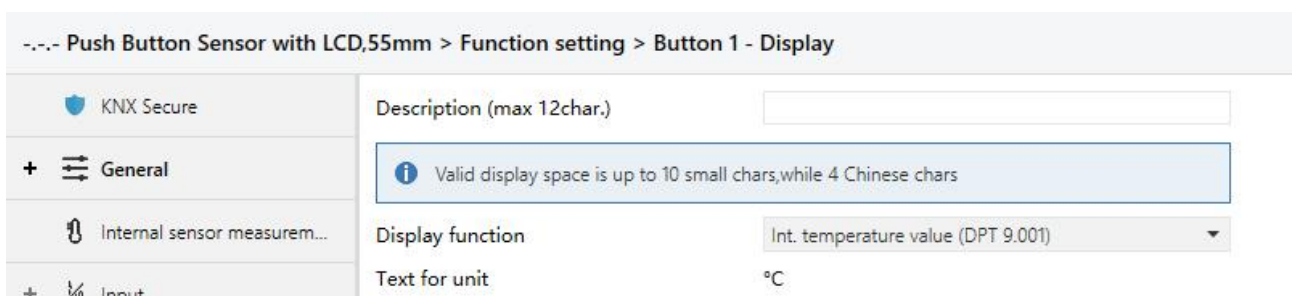 -.-.- Push Button Sensor with LCD,55mm > Function setting > Button 1 - Display
KNX Secure
Description (max 12char.)
+ General
Valid display space is up to 10 small chars,while 4 Chinese chars
Internal sensor measurem...
Display function
Int. temperature value (DPT 9.001)
Text for unit
°C
+ Input